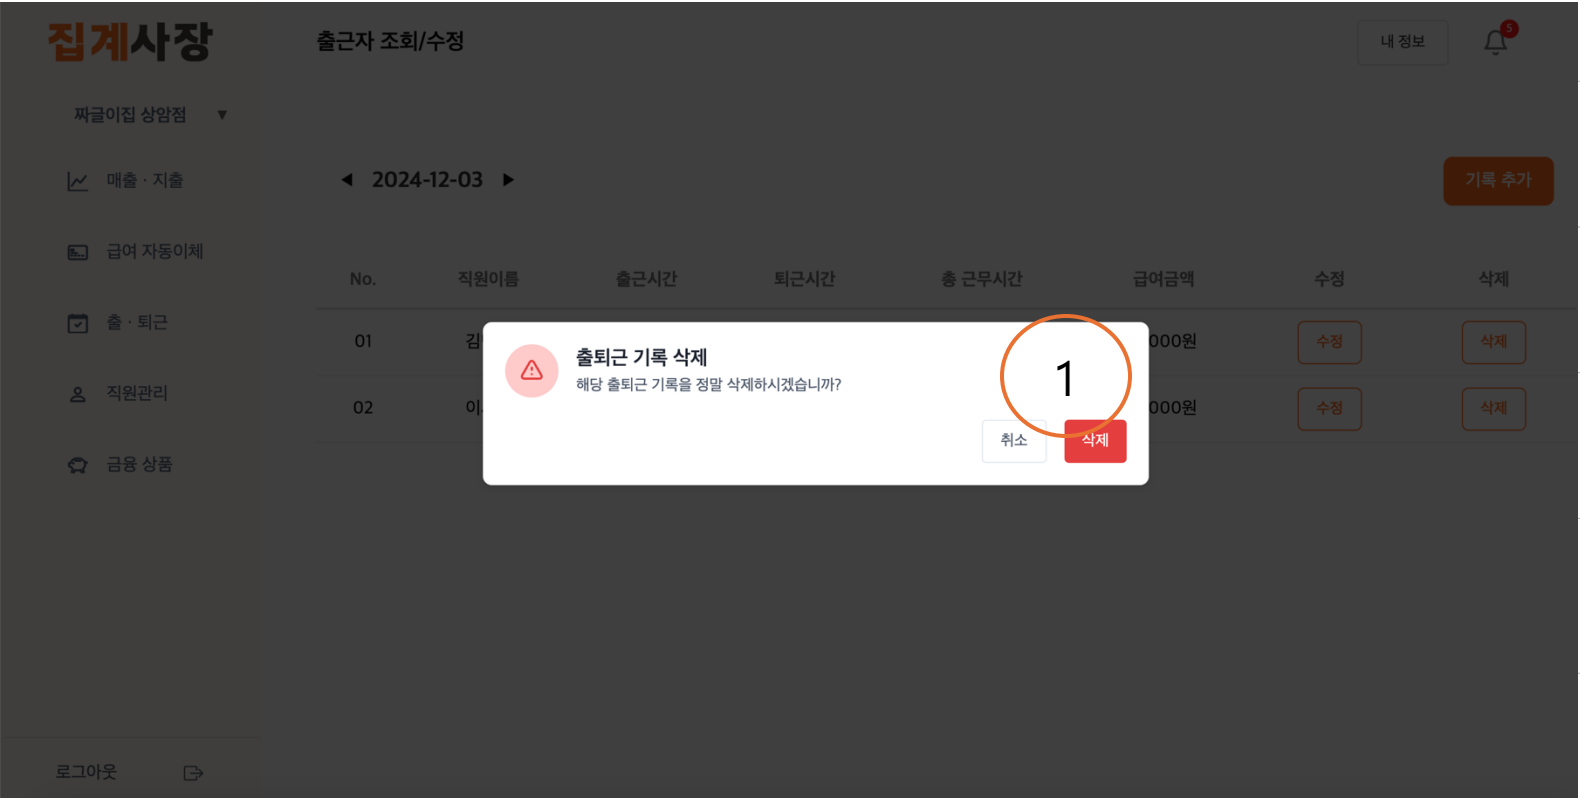 집계사장
출근자 조회/수정
내 정보
5
짜글이집 상암점 ▼
매출 · 지출
◀ 2024-12-03 ▶
기록 추가
급여 자동이체
No. 직원이름 출근시간 퇴근시간 총 근무시간 급여금액 수정 삭제
출 · 퇴근
01 김 000원 수정 삭제
출퇴근 기록 삭제
해당 출퇴근 기록을 정말 삭제하시겠습니까?
1
직원관리
02 000원 수정 삭제
취소 삭제
금융 상품
로그아웃